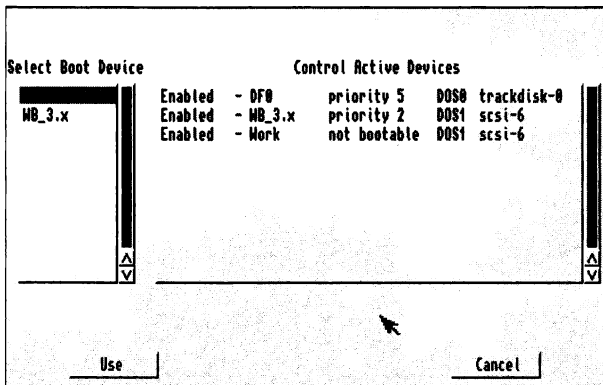 Select Boot Device
Control Active Devices
WB_3.x
Enabled - DF0 priority 5 DOS0 trackdisk-0
Enabled - WB_3.x priority 2 DOS1 scsi-6
Enabled - Work not bootable DOS1 scsi-6
Use
Cancel